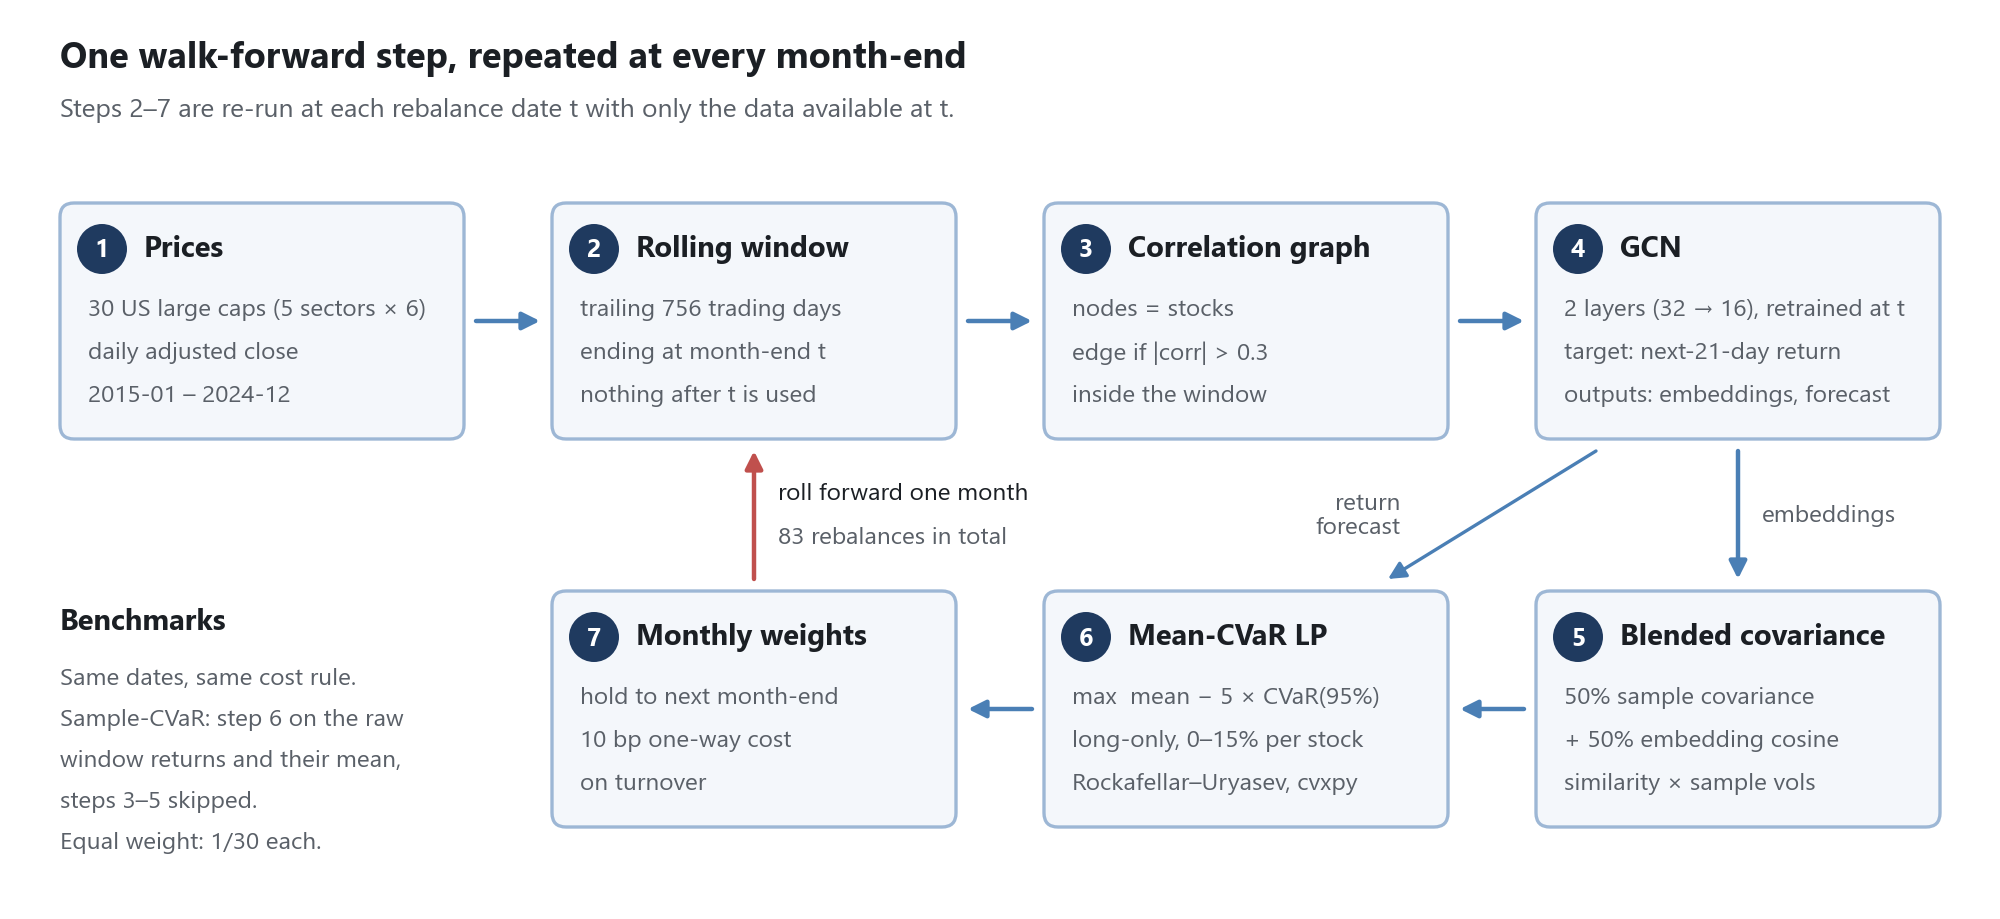 One walk-forward step, repeated at every month-end
Steps 2–7 are re-run at each rebalance date t with only the data available at t.
1 Prices
30 US large caps (5 sectors × 6)
daily adjusted close
2015-01 – 2024-12
2 Rolling window
trailing 756 trading days
ending at month-end t
nothing after t is used
3 Correlation graph
nodes = stocks
edge if |corr| > 0.3
inside the window
4 GCN
2 layers (32 → 16), retrained at t
target: next-21-day return
outputs: embeddings, forecast
roll forward one month
83 rebalances in total
return
forecast
embeddings
Benchmarks
Same dates, same cost rule.
Sample-CVaR: step 6 on the raw
window returns and their mean,
steps 3–5 skipped.
Equal weight: 1/30 each.
7 Monthly weights
hold to next month-end
10 bp one-way cost
on turnover
6 Mean-CVaR LP
max mean − 5 × CVaR(95%)
long-only, 0–15% per stock
Rockafellar–Uryasev, cvxpy
5 Blended covariance
50% sample covariance
+ 50% embedding cosine
similarity × sample vols